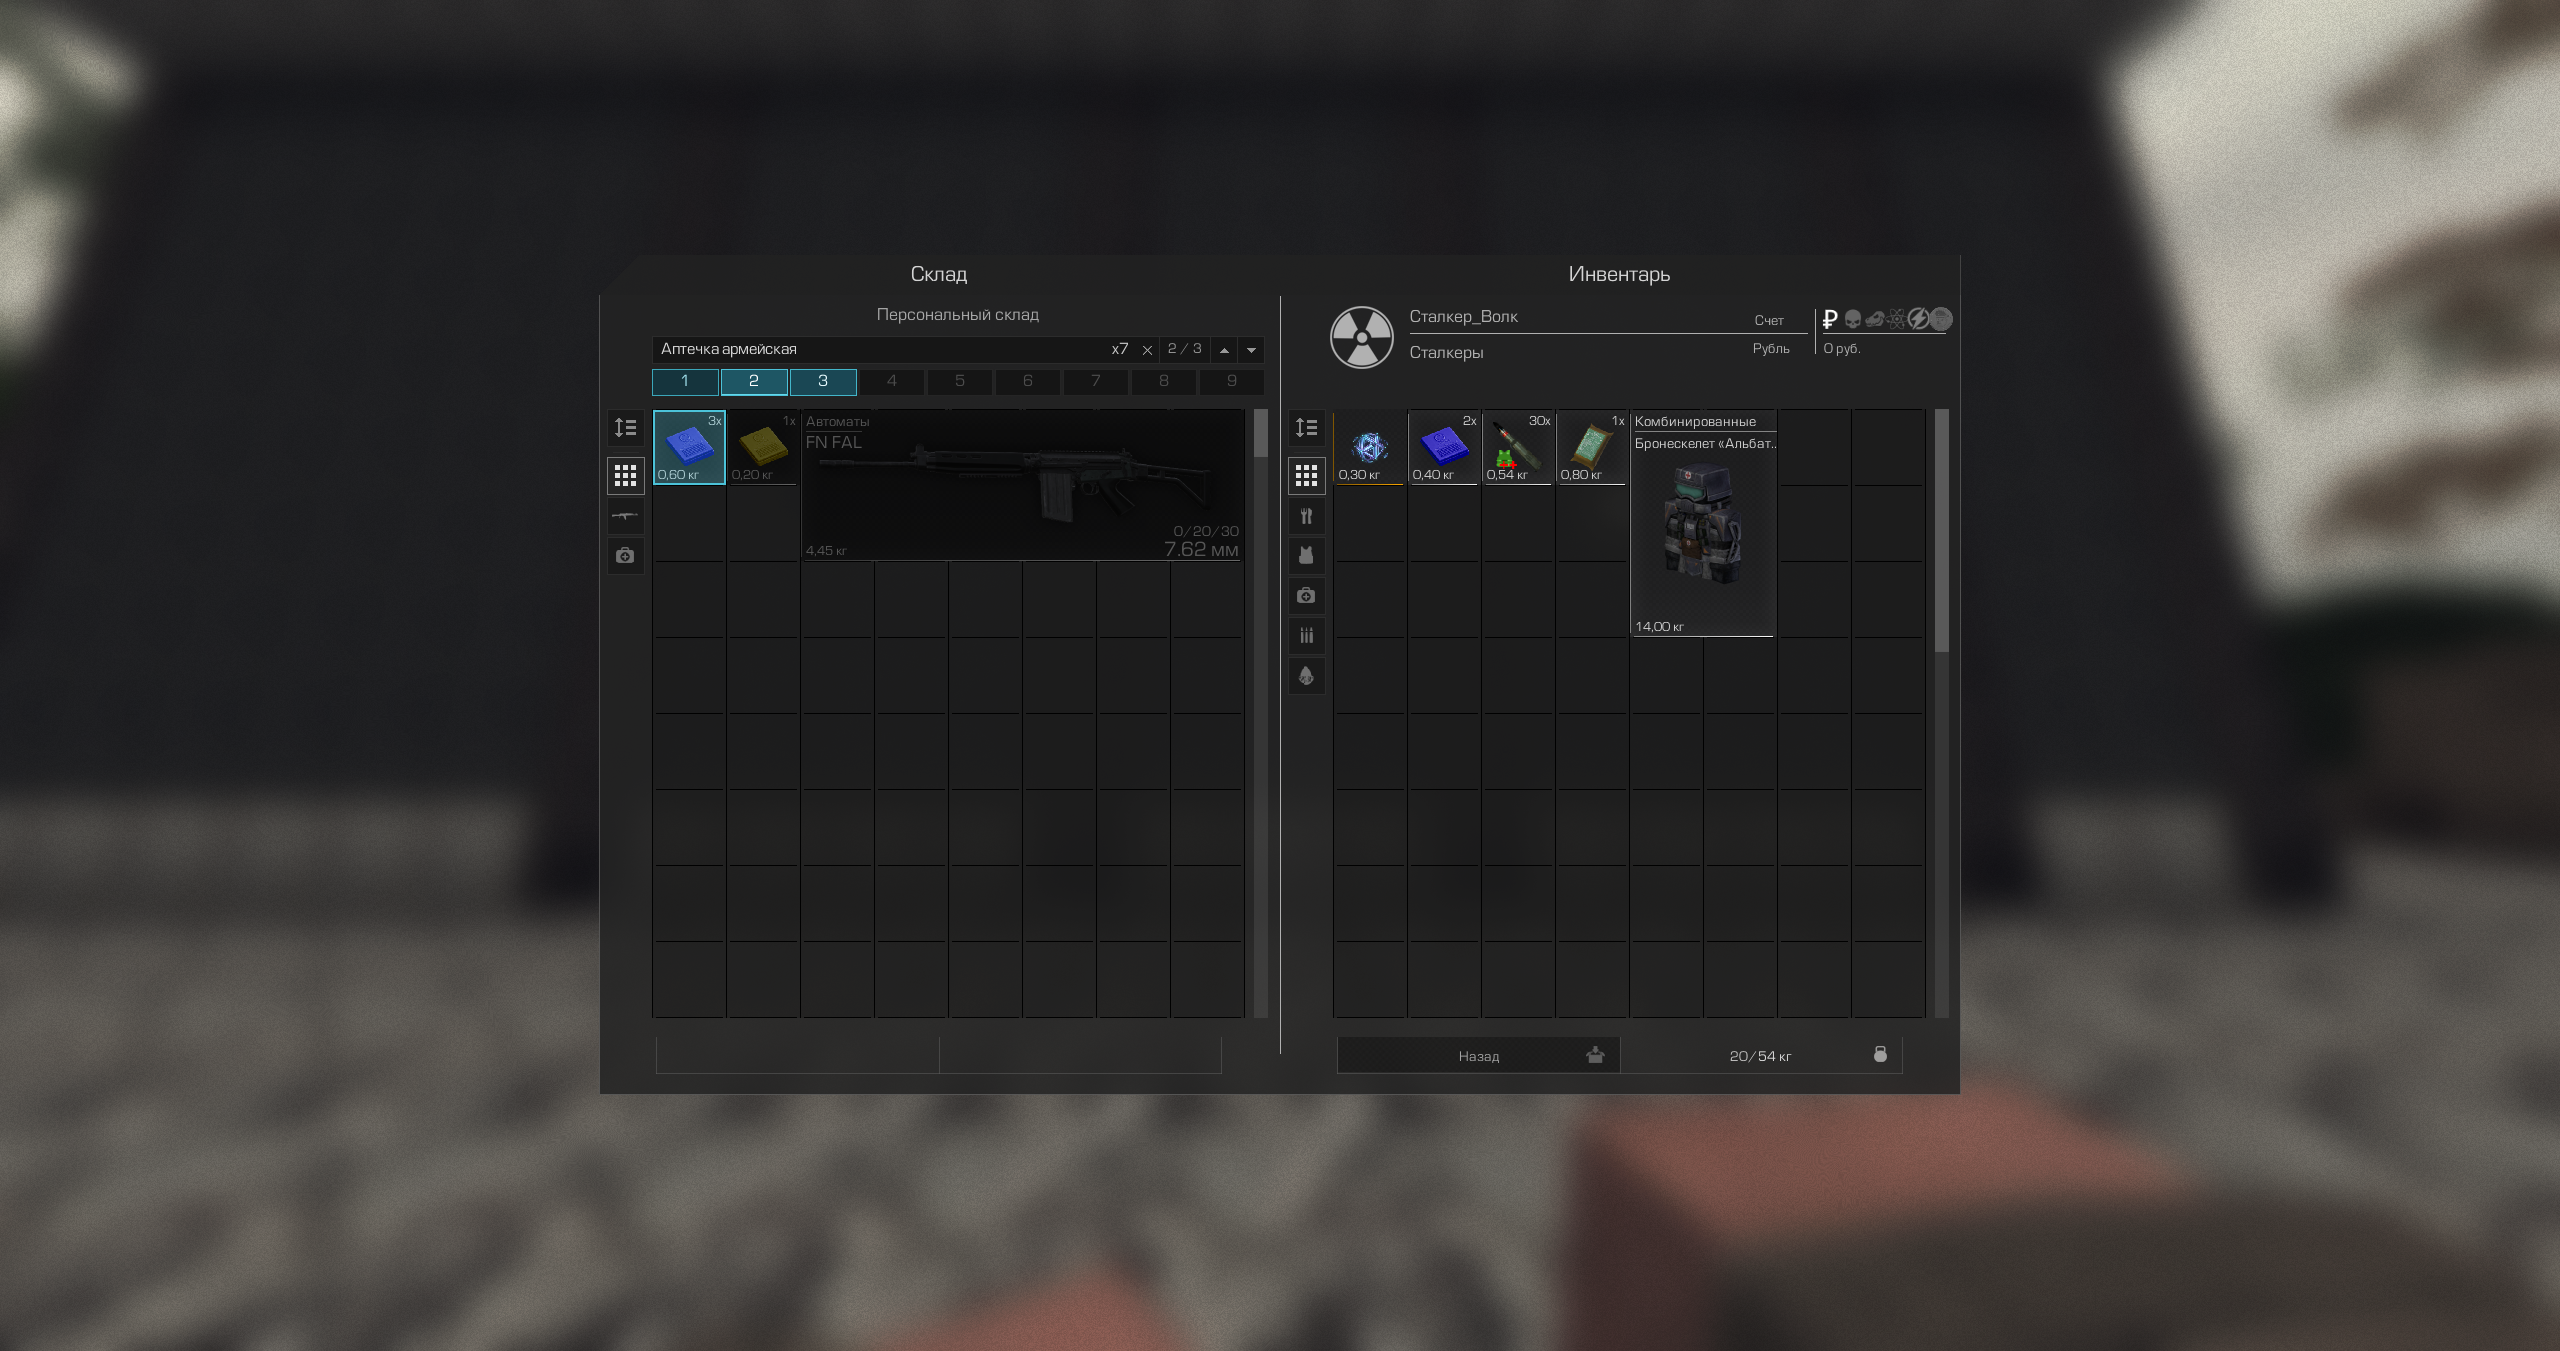 Склад
Персональный склад
Аптечка армейская x7 2 / 3
1 2 3 4 5 6 7 8 9
3x
0,60 кг
1x
0,20 кг
Автоматы
FN FAL
0/20/30
4,45 кг
7.62 мм
Инвентарь
Сталкер_Волк
Счет
Сталкеры
Рубль
0 руб.
0,30 кг
2x
0,40 кг
30x
0,54 кг
1x
0,80 кг
Комбинированные
Бронескелет «Альбат..
14,00 кг
Назад
20/54 кг